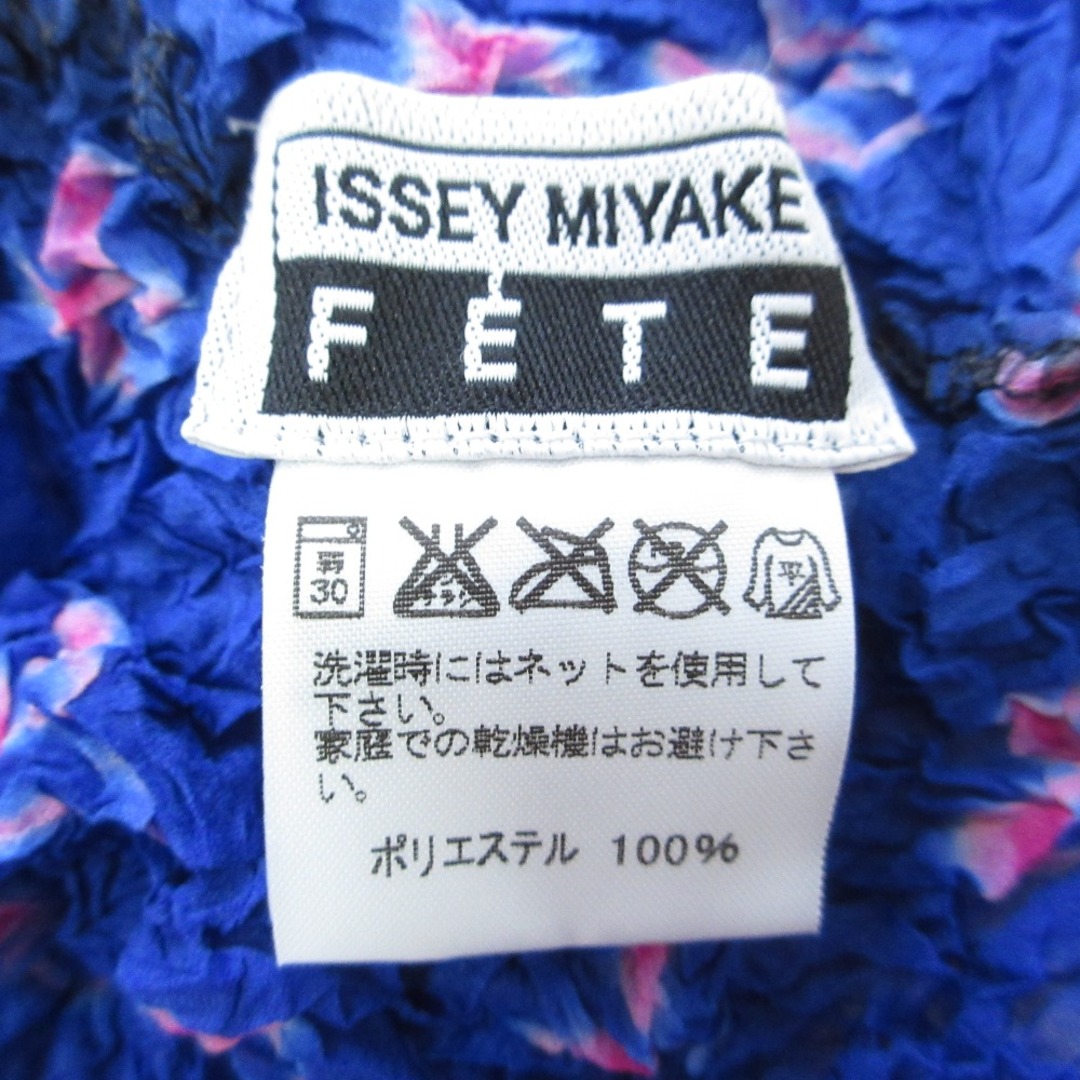 ISSEY MIYAKE
FÉTE
弱
30
平
洗濯時にはネットを使用して
下さい。
家庭での乾燥機はお避け下さ
い。
ポリエステル 100%